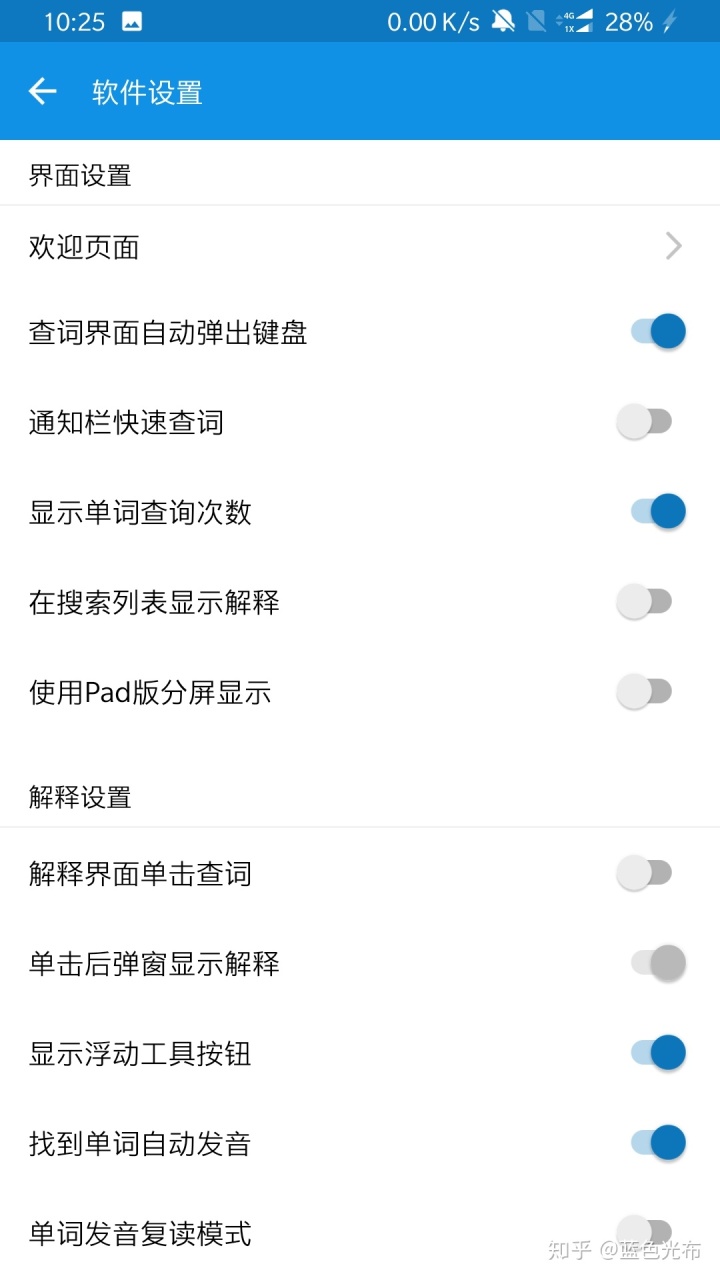 10:25 0.00 K/s 4G 1X 28%
软件设置
界面设置
欢迎页面
查词界面自动弹出键盘
通知栏快速查词
显示单词查询次数
在搜索列表显示解释
使用Pad版分屏显示
解释设置
解释界面单击查词
单击后弹窗显示解释
显示浮动工具按钮
找到单词自动发音
单词发音复读模式
知乎 @蓝色光布